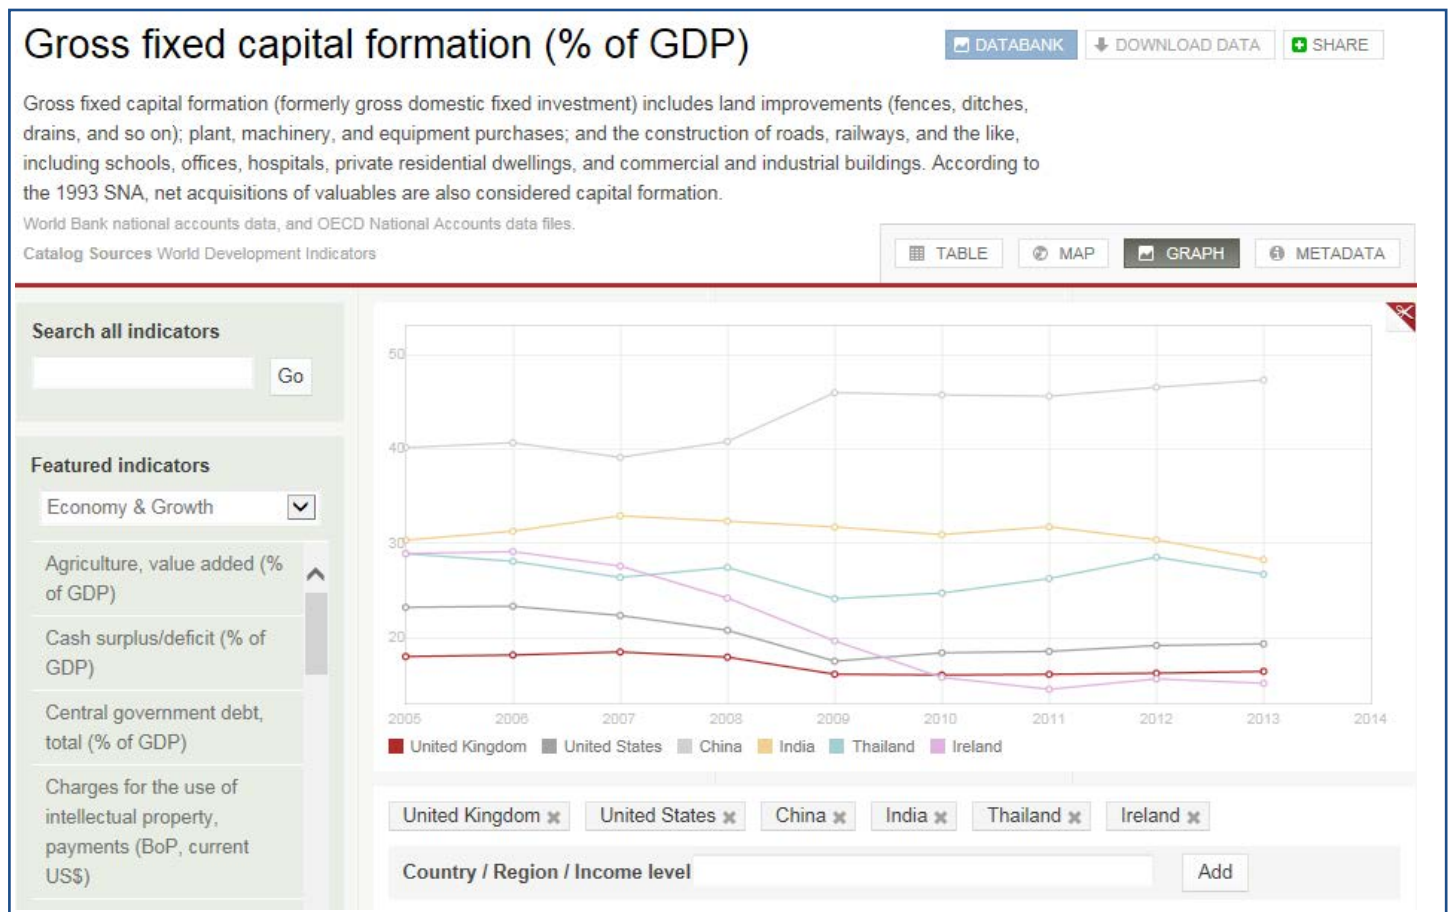 Gross fixed capital formation (% of GDP)
DATABANK
DOWNLOAD DATA
SHARE
Gross fixed capital formation (formerly gross domestic fixed investment) includes land improvements (fences, ditches,
drains, and so on); plant, machinery, and equipment purchases; and the construction of roads, railways, and the like,
including schools, offices, hospitals, private residential dwellings, and commercial and industrial buildings. According to
the 1993 SNA, net acquisitions of valuables are also considered capital formation.
World Bank national accounts data, and OECD National Accounts data files.
Catalog Sources World Development Indicators
TABLE
MAP
GRAPH
METADATA
Search all indicators
Go
Featured indicators
Economy & Growth
Agriculture, value added (%
of GDP)
Cash surplus/deficit (% of
GDP)
Central government debt,
total (% of GDP)
Charges for the use of
intellectual property,
payments (BoP, current
US$)
50
40
30
20
2005 2006 2007 2008 2009 2010 2011 2012 2013 2014
United Kingdom United States China India Thailand Ireland
United Kingdom
United States
China
India
Thailand
Ireland
Country / Region / Income level
Add